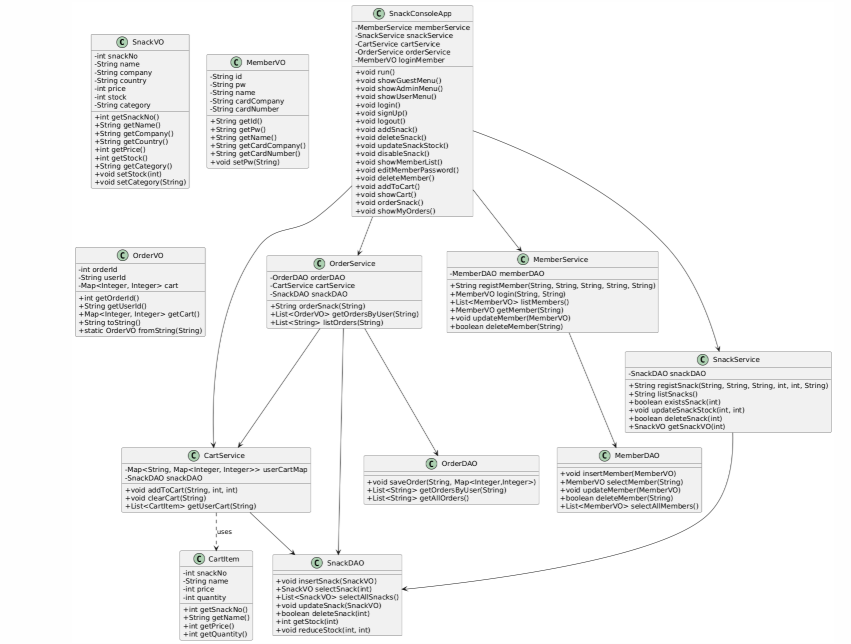 SnackConsoleApp
-MemberService memberService
-SnackService snackService
-CartService cartService
-OrderService orderService
-MemberVO loginMember
+void run()
+void showGuestMenu()
+void showAdminMenu()
+void showUserMenu()
+void login()
+void signUp()
+void logout()
+void addSnack()
+void deleteSnack()
+void updateSnackStock()
+void disableSnack()
+void showMemberList()
+void editMemberPassword()
+void deleteMember()
+void addToCart()
+void showCart()
+void orderSnack()
+void showMyOrders()
SnackVO
-int snackNo
-String name
-String company
-String country
-int price
-int stock
-String category
+int getSnackNo()
+String getName()
+String getCompany()
+String getCountry()
+int getPrice()
+int getStock()
+String getCategory()
+void setStock(int)
+void setCategory(String)
MemberVO
-String id
-String pw
-String name
-String cardCompany
-String cardNumber
+String getId()
+String getPw()
+String getName()
+String getCardCompany()
+String getCardNumber()
+void setPw(String)
OrderVO
-int orderId
-String userId
-Map<Integer, Integer> cart
+int getOrderId()
+String getUserId()
+Map<Integer, Integer> getCart()
+String toString()
+static OrderVO fromString(String)
OrderService
-OrderDAO orderDAO
-CartService cartService
-SnackDAO snackDAO
+String orderSnack(String)
+List<OrderVO> getOrdersByUser(String)
+List<String> listOrders(String)
MemberService
-MemberDAO memberDAO
+String registMember(String, String, String, String, String)
+MemberVO login(String, String)
+List<MemberVO> listMembers()
+MemberVO getMember(String)
+void updateMember(MemberVO)
+boolean deleteMember(String)
SnackService
-SnackDAO snackDAO
+String registSnack(String, String, String, int, int, String)
+String listSnacks()
+boolean existsSnack(int)
+void updateSnackStock(int, int)
+boolean deleteSnack(int)
+SnackVO getSnackVO(int)
CartService
-Map<String, Map<Integer, Integer>> userCartMap
-SnackDAO snackDAO
+void addToCart(String, int, int)
+void clearCart(String)
+List<CartItem> getUserCart(String)
OrderDAO
+void saveOrder(String, Map<Integer,Integer>)
+List<String> getOrdersByUser(String)
+List<String> getAllOrders()
MemberDAO
+void insertMember(MemberVO)
+MemberVO selectMember(String)
+void updateMember(MemberVO)
+boolean deleteMember(String)
+List<MemberVO> selectAllMembers()
uses
CartItem
-int snackNo
-String name
-int price
-int quantity
+int getSnackNo()
+String getName()
+int getPrice()
+int getQuantity()
SnackDAO
+void insertSnack(SnackVO)
+SnackVO selectSnack(int)
+List<SnackVO> selectAllSnacks()
+void updateSnack(SnackVO)
+boolean deleteSnack(int)
+int getStock(int)
+void reduceStock(int, int)